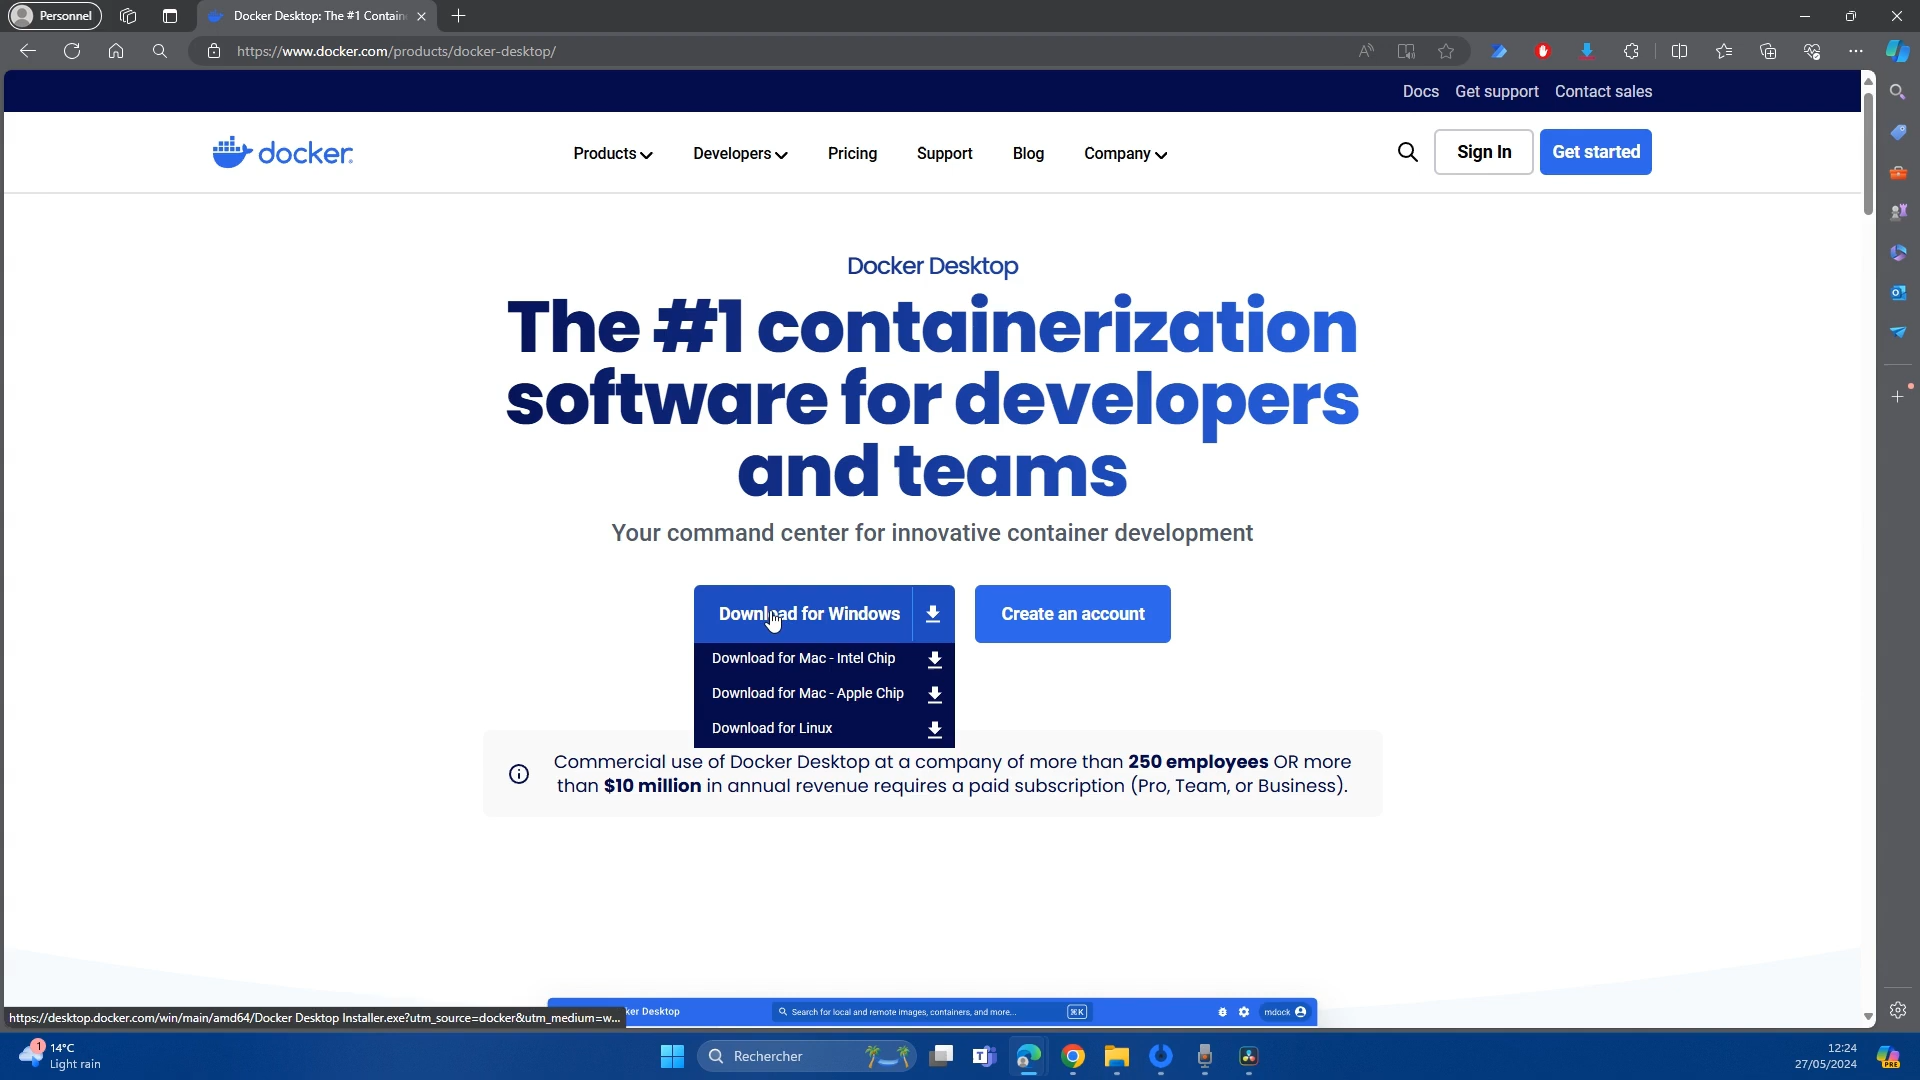 Personnel
Docker Desktop: The #1 Contain
https://www.docker.com/products/docker-desktop/
Docs Get support Contact sales
docker
Products Developers Pricing Support Blog Company
Sign In
Get started
Docker Desktop
The #1 containerization
software for developers
and teams
Your command center for innovative container development
Download for Windows
Create an account
Download for Mac - Intel Chip
Download for Mac - Apple Chip
Download for Linux
Commercial use of Docker Desktop at a company of more than 250 employees OR more
than $10 million in annual revenue requires a paid subscription (Pro, Team, or Business).
ker Desktop
Search for local and remote images, containers, and more...
⌘K
mdock
https://desktop.docker.com/win/main/amd64/Docker Desktop Installer.exe?utm_source=docker&utm_medium=w...
1
14°C
Light rain
Rechercher
12:24
27/05/2024
PRE